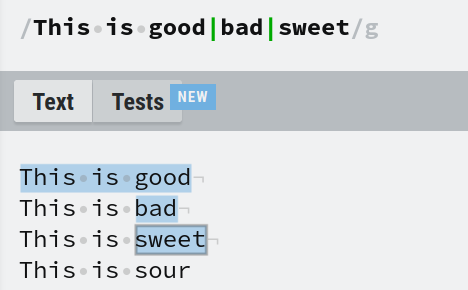 /This·is·good|bad|sweet/g
Text Tests NEW
This·is·good¬
This·is·bad¬
This·is·sweet¬
This·is·sour